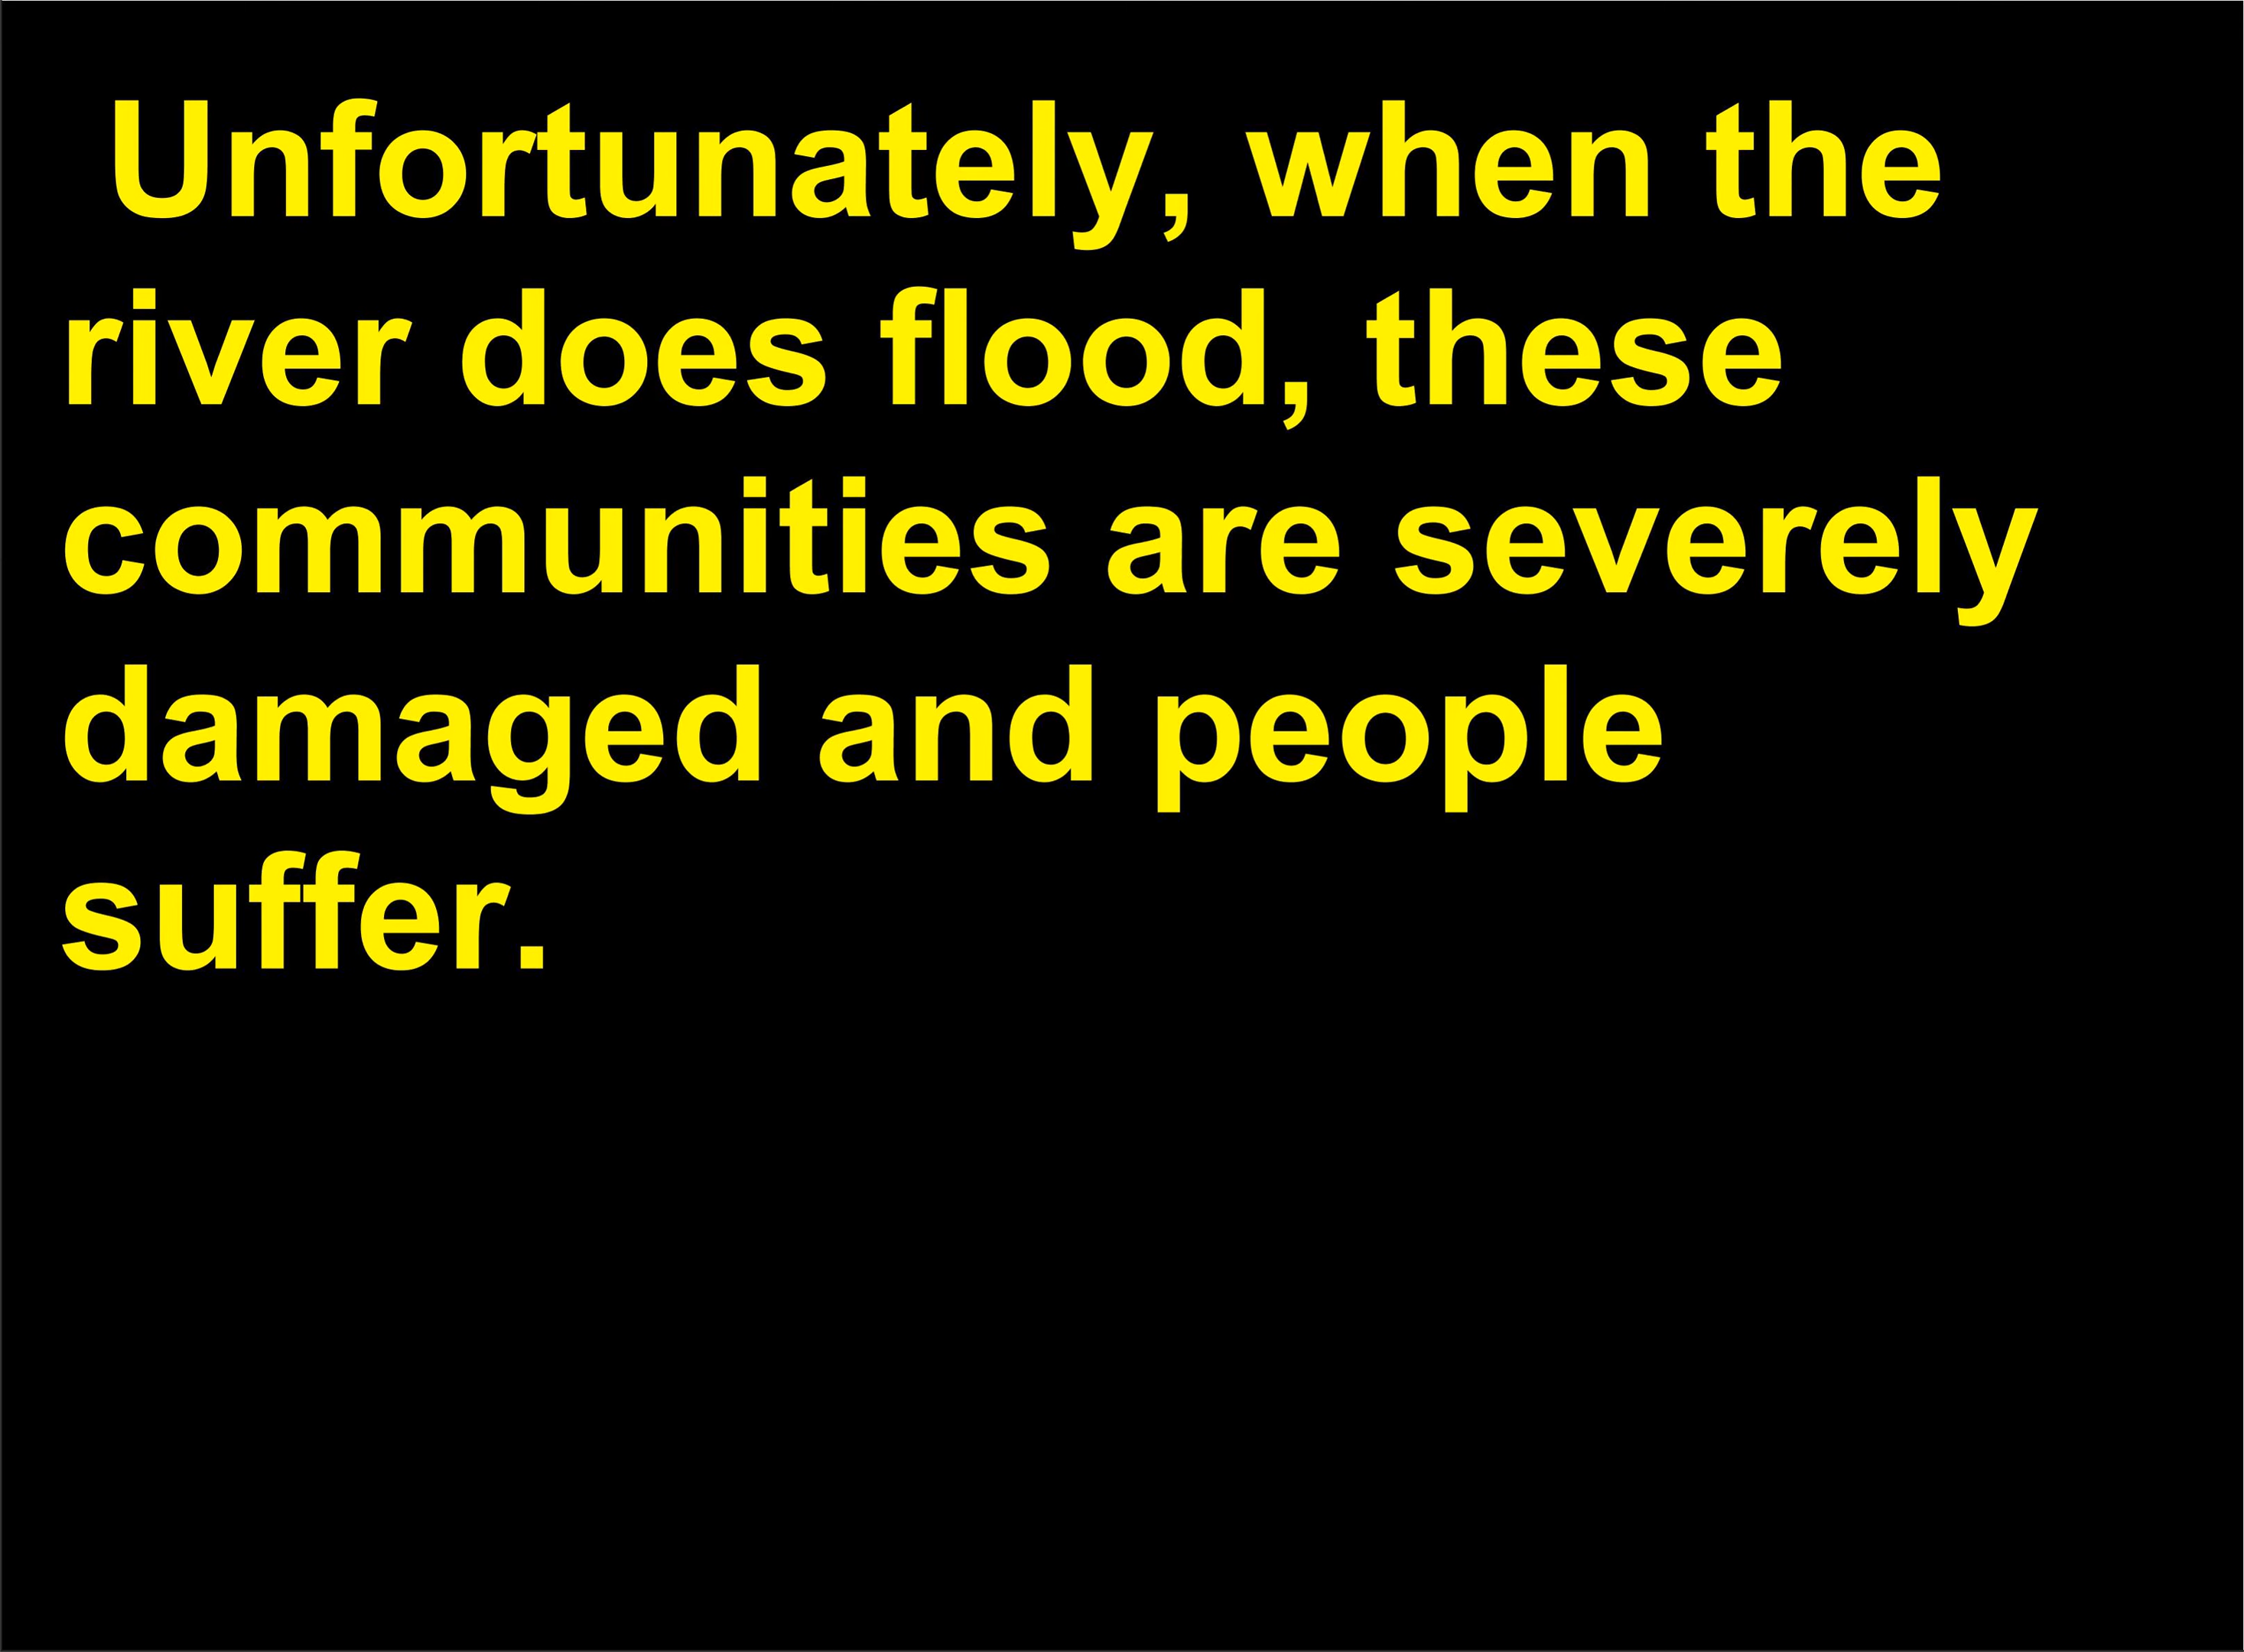 Unfortunately, when the
river does flood, these
communities are severely
damaged and people
suffer.